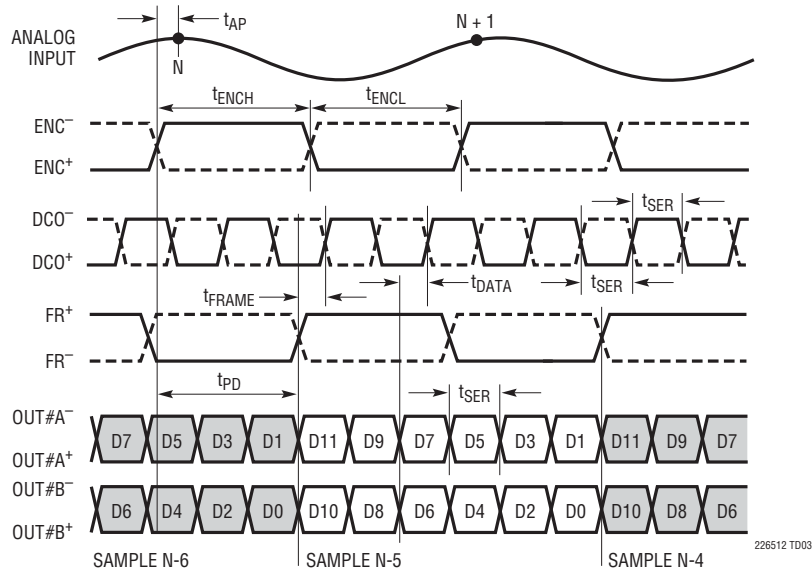 tAP
ANALOG
INPUT
N
N + 1
tENCH
tENCL
ENC–
ENC+
DCO–
tSER
DCO+
tFRAME
tDATA
tSER
FR+
FR–
tPD
tSER
OUT#A–
D7 D5 D3 D1 D11 D9 D7 D5 D3 D1 D11 D9 D7
OUT#A+
OUT#B–
D6 D4 D2 D0 D10 D8 D6 D4 D2 D0 D10 D8 D6
OUT#B+
SAMPLE N-6 SAMPLE N-5 SAMPLE N-4
226512 TD03